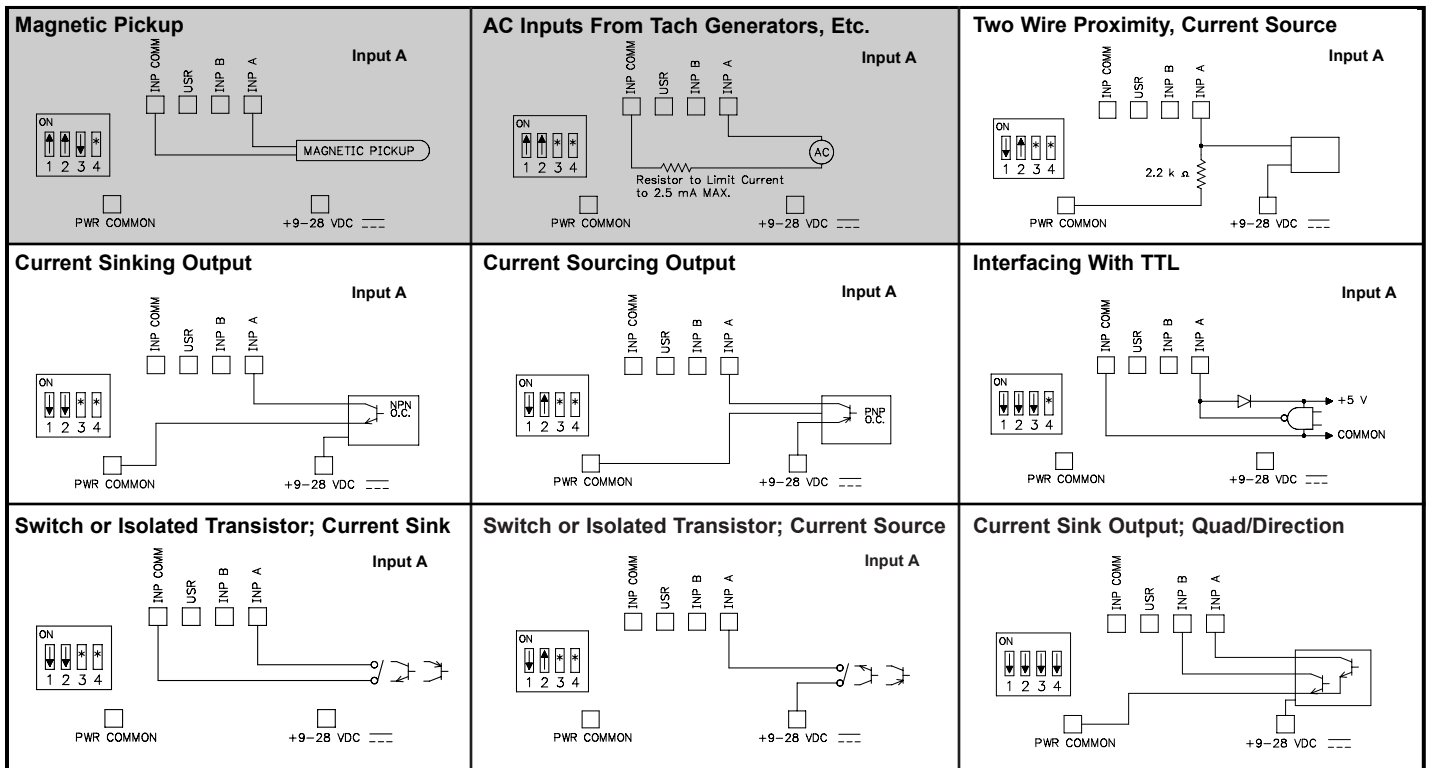 Magnetic Pickup
Input A
INP COMM
USR
INP B
INP A
ON
* 
1 2 3 4
MAGNETIC PICKUP
PWR COMMON
+9-28 VDC
AC Inputs From Tach Generators, Etc.
Input A
INP COMM
USR
INP B
INP A
ON
* *
1 2 3 4
AC
Resistor to Limit Current
to 2.5 mA MAX.
PWR COMMON
+9-28 VDC
Two Wire Proximity, Current Source
Input A
INP COMM
USR
INP B
INP A
ON
* *
1 2 3 4
2.2 k Ω
PWR COMMON
+9-28 VDC
Current Sinking Output
Input A
INP COMM
USR
INP B
INP A
ON
* *
1 2 3 4
NPN
O.C.
PWR COMMON
+9-28 VDC
Current Sourcing Output
Input A
INP COMM
USR
INP B
INP A
ON
* *
1 2 3 4
PNP
O.C.
PWR COMMON
+9-28 VDC
Interfacing With TTL
Input A
INP COMM
USR
INP B
INP A
ON
*
1 2 3 4
+5 V
COMMON
PWR COMMON
+9-28 VDC
Switch or Isolated Transistor; Current Sink
Input A
INP COMM
USR
INP B
INP A
ON
* *
1 2 3 4
PWR COMMON
+9-28 VDC
Switch or Isolated Transistor; Current Source
Input A
INP COMM
USR
INP B
INP A
ON
* *
1 2 3 4
PWR COMMON
+9-28 VDC
Current Sink Output; Quad/Direction
INP COMM
USR
INP B
INP A
ON
1 2 3 4
PWR COMMON
+9-28 VDC